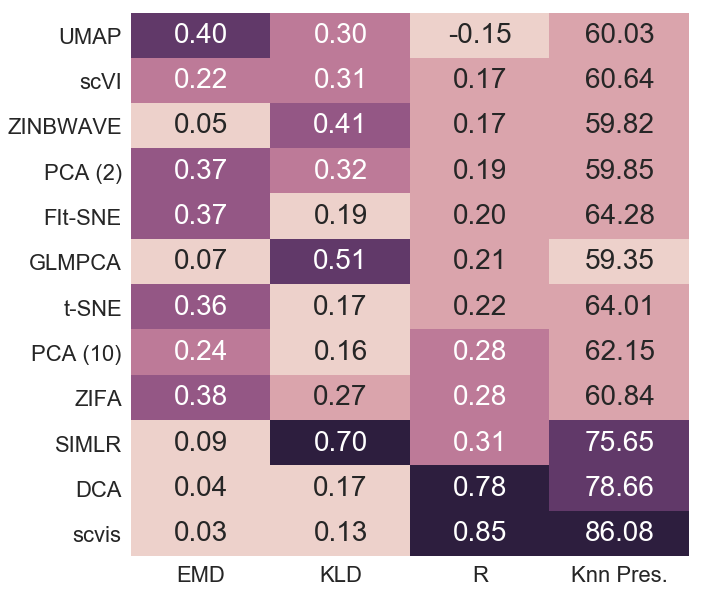 UMAP 0.40 0.30 -0.15 60.03
scVI 0.22 0.31 0.17 60.64
ZINBWAVE 0.05 0.41 0.17 59.82
PCA (2) 0.37 0.32 0.19 59.85
FIt-SNE 0.37 0.19 0.20 64.28
GLMPCA 0.07 0.51 0.21 59.35
t-SNE 0.36 0.17 0.22 64.01
PCA (10) 0.24 0.16 0.28 62.15
ZIFA 0.38 0.27 0.28 60.84
SIMLR 0.09 0.70 0.31 75.65
DCA 0.04 0.17 0.78 78.66
scvis 0.03 0.13 0.85 86.08
EMD KLD R Knn Pres.